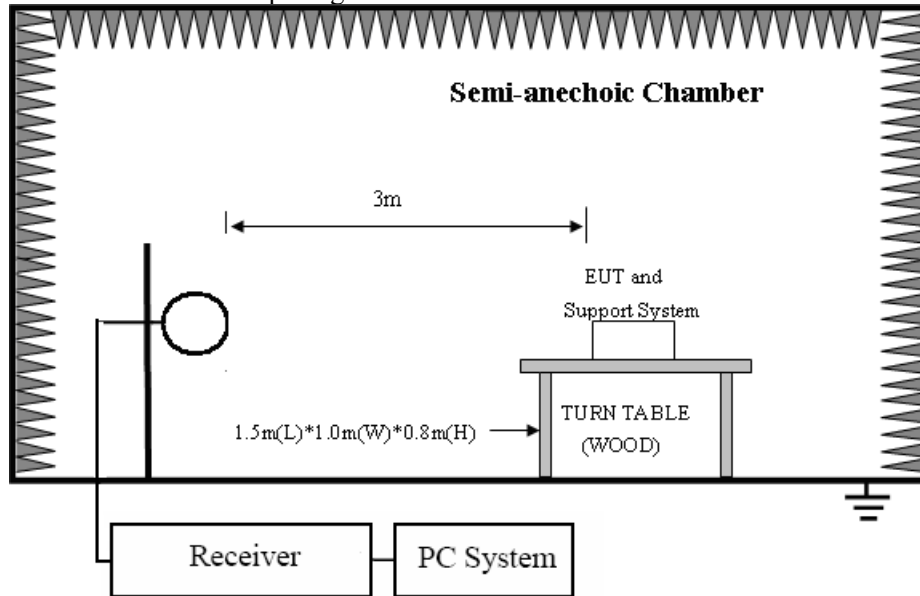 Semi-anechoic Chamber
3m
EUT and
Support System
1.5m(L)*1.0m(W)*0.8m(H)
TURN TABLE
(WOOD)
Receiver
PC System